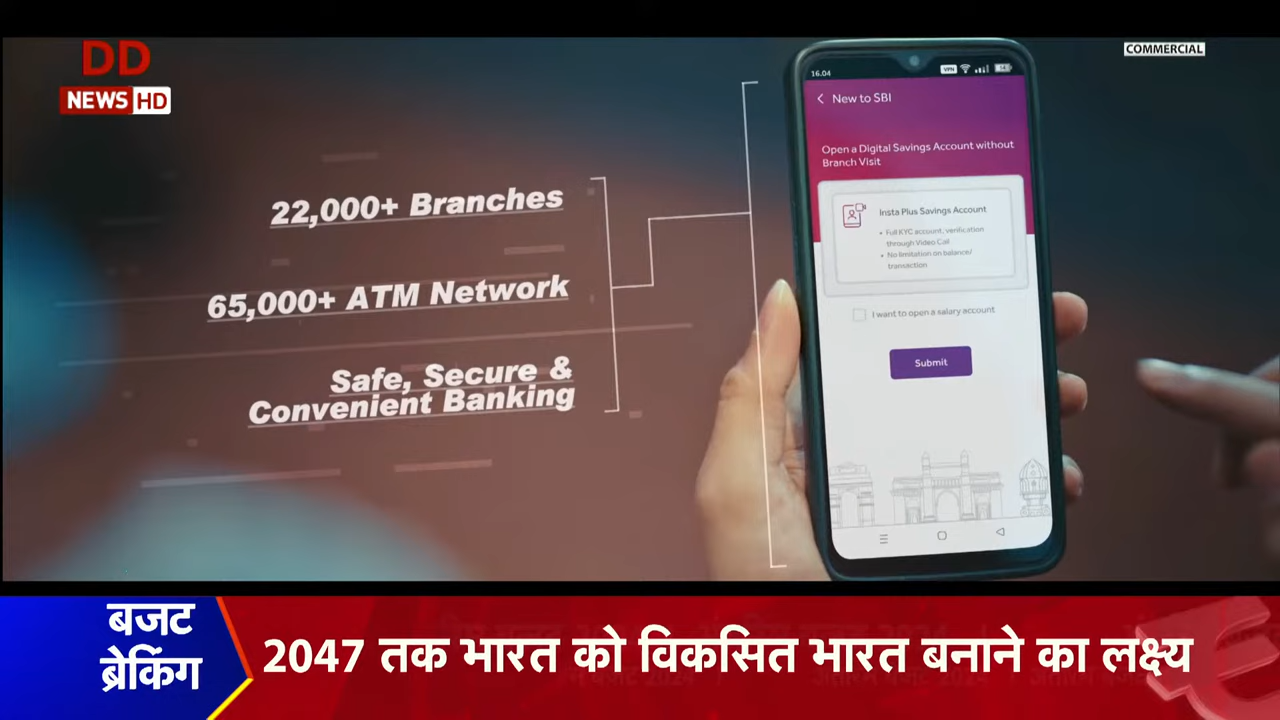 DD
NEWS HD
COMMERCIAL
22,000+ Branches
65,000+ ATM Network
Safe, Secure &
Convenient Banking
16.04
VPN
New to SBI
Open a Digital Savings Account without
Branch Visit
Insta Plus Savings Account
• Full KYC account, verification
through Video Call
• No limitation on balance/
transaction
I want to open a salary account
Submit
बजट
ब्रेकिंग
2047 तक भारत को विकसित भारत बनाने का लक्ष्य